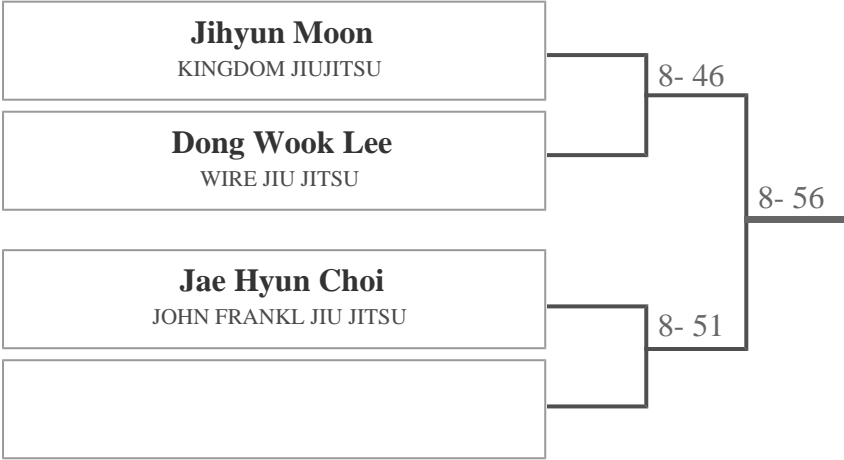 Jihyun Moon
KINGDOM JIUJITSU
8- 46
Dong Wook Lee
WIRE JIU JITSU
8- 56
Jae Hyun Choi
JOHN FRANKL JIU JITSU
8- 51